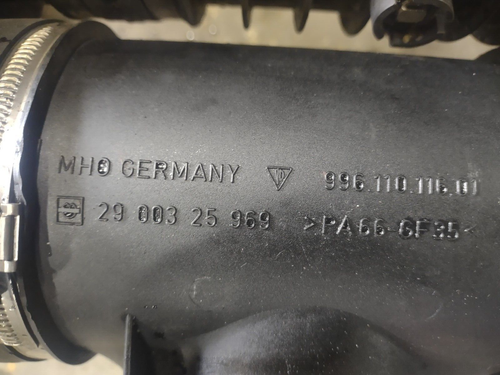 MHO GERMANY 996.110.116.01
29 003 25 969 >PA66-GF35<